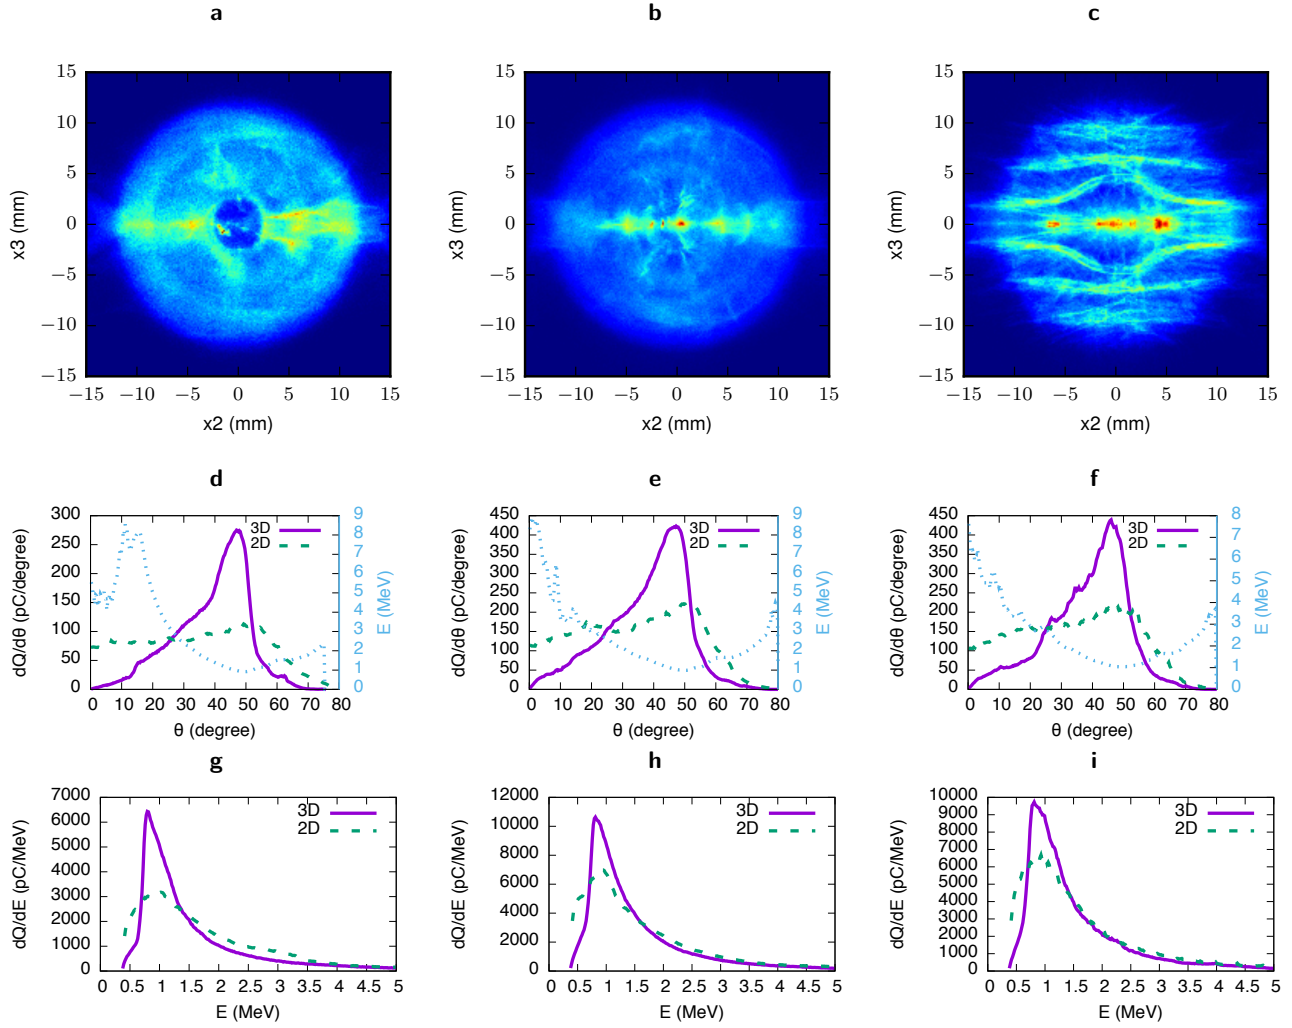 a
b
c
15
10
5
0
−5
−10
−15
x3 (mm)
−15 −10 −5 0 5 10 15
x2 (mm)
15
10
5
0
−5
−10
−15
x3 (mm)
−15 −10 −5 0 5 10 15
x2 (mm)
15
10
5
0
−5
−10
−15
x3 (mm)
−15 −10 −5 0 5 10 15
x2 (mm)
d
300
250
200
150
100
50
0
dQ/dθ (pC/degree)
3D
2D
9
8
7
6
5
4
3
2
1
0
E (MeV)
0 10 20 30 40 50 60 70 80
θ (degree)
e
450
400
350
300
250
200
150
100
50
0
dQ/dθ (pC/degree)
3D
2D
9
8
7
6
5
4
3
2
1
0
E (MeV)
0 10 20 30 40 50 60 70 80
θ (degree)
f
450
400
350
300
250
200
150
100
50
0
dQ/dθ (pC/degree)
3D
2D
8
7
6
5
4
3
2
1
0
E (MeV)
0 10 20 30 40 50 60 70 80
θ (degree)
g
7000
6000
5000
4000
3000
2000
1000
0
dQ/dE (pC/MeV)
3D
2D
0 0.5 1 1.5 2 2.5 3 3.5 4 4.5 5
E (MeV)
h
12000
10000
8000
6000
4000
2000
0
dQ/dE (pC/MeV)
3D
2D
0 0.5 1 1.5 2 2.5 3 3.5 4 4.5 5
E (MeV)
i
10000
9000
8000
7000
6000
5000
4000
3000
2000
1000
0
dQ/dE (pC/MeV)
3D
2D
0 0.5 1 1.5 2 2.5 3 3.5 4 4.5 5
E (MeV)